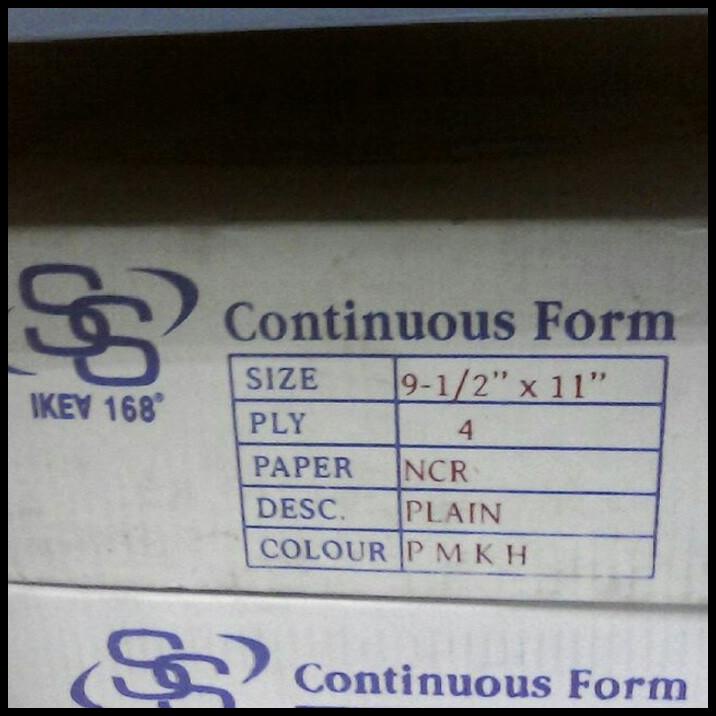 SS
IKE∀ 168®
Continuous Form
SIZE 9-1/2" x 11"
PLY 4
PAPER NCR
DESC. PLAIN
COLOUR P M K H
SS
Continuous Form